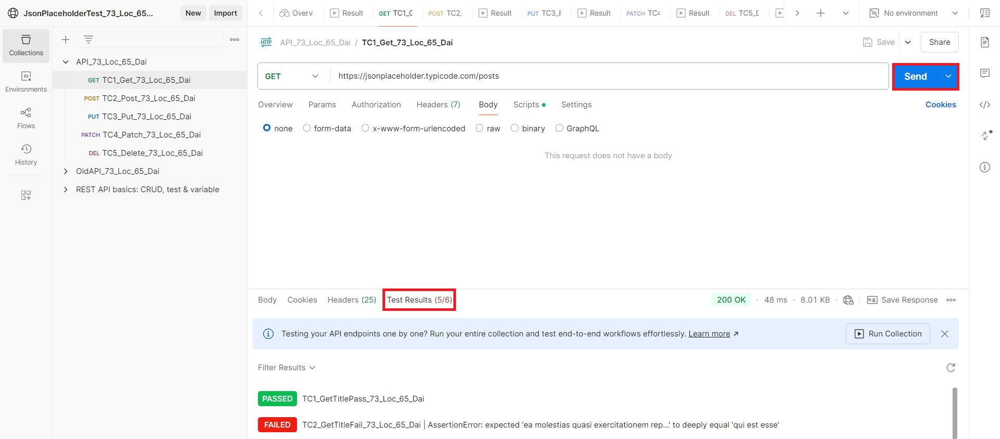 JsonPlaceholderTest_73_Loc_65...
New
Import
Overvi
Result
GET TC1_G
POST TC2_
Result
PUT TC3_F
Result
PATCH TC4
Result
DEL TC5_D
No environment
Collections
Environments
Flows
History
API_73_Loc_65_Dai
GET TC1_Get_73_Loc_65_Dai
POST TC2_Post_73_Loc_65_Dai
PUT TC3_Put_73_Loc_65_Dai
PATCH TC4_Patch_73_Loc_65_Dai
DEL TC5_Delete_73_Loc_65_Dai
OldAPI_73_Loc_65_Dai
REST API basics: CRUD, test & variable
HTTP API_73_Loc_65_Dai / TC1_Get_73_Loc_65_Dai
Save
Share
GET
https://jsonplaceholder.typicode.com/posts
Send
Overview
Params
Authorization
Headers (7)
Body
Scripts
Settings
Cookies
none
form-data
x-www-form-urlencoded
raw
binary
GraphQL
This request does not have a body
Body
Cookies
Headers (25)
Test Results (5/6)
200 OK
48 ms
8.01 KB
e.g. Save Response
Testing your API endpoints one by one? Run your entire collection and test end-to-end workflows effortlessly. Learn more ↗
Run Collection
Filter Results
PASSED TC1_GetTitlePass_73_Loc_65_Dai
FAILED TC2_GetTitleFail_73_Loc_65_Dai | AssertionError: expected 'ea molestias quasi exercitationem rep...' to deeply equal 'qui est esse'